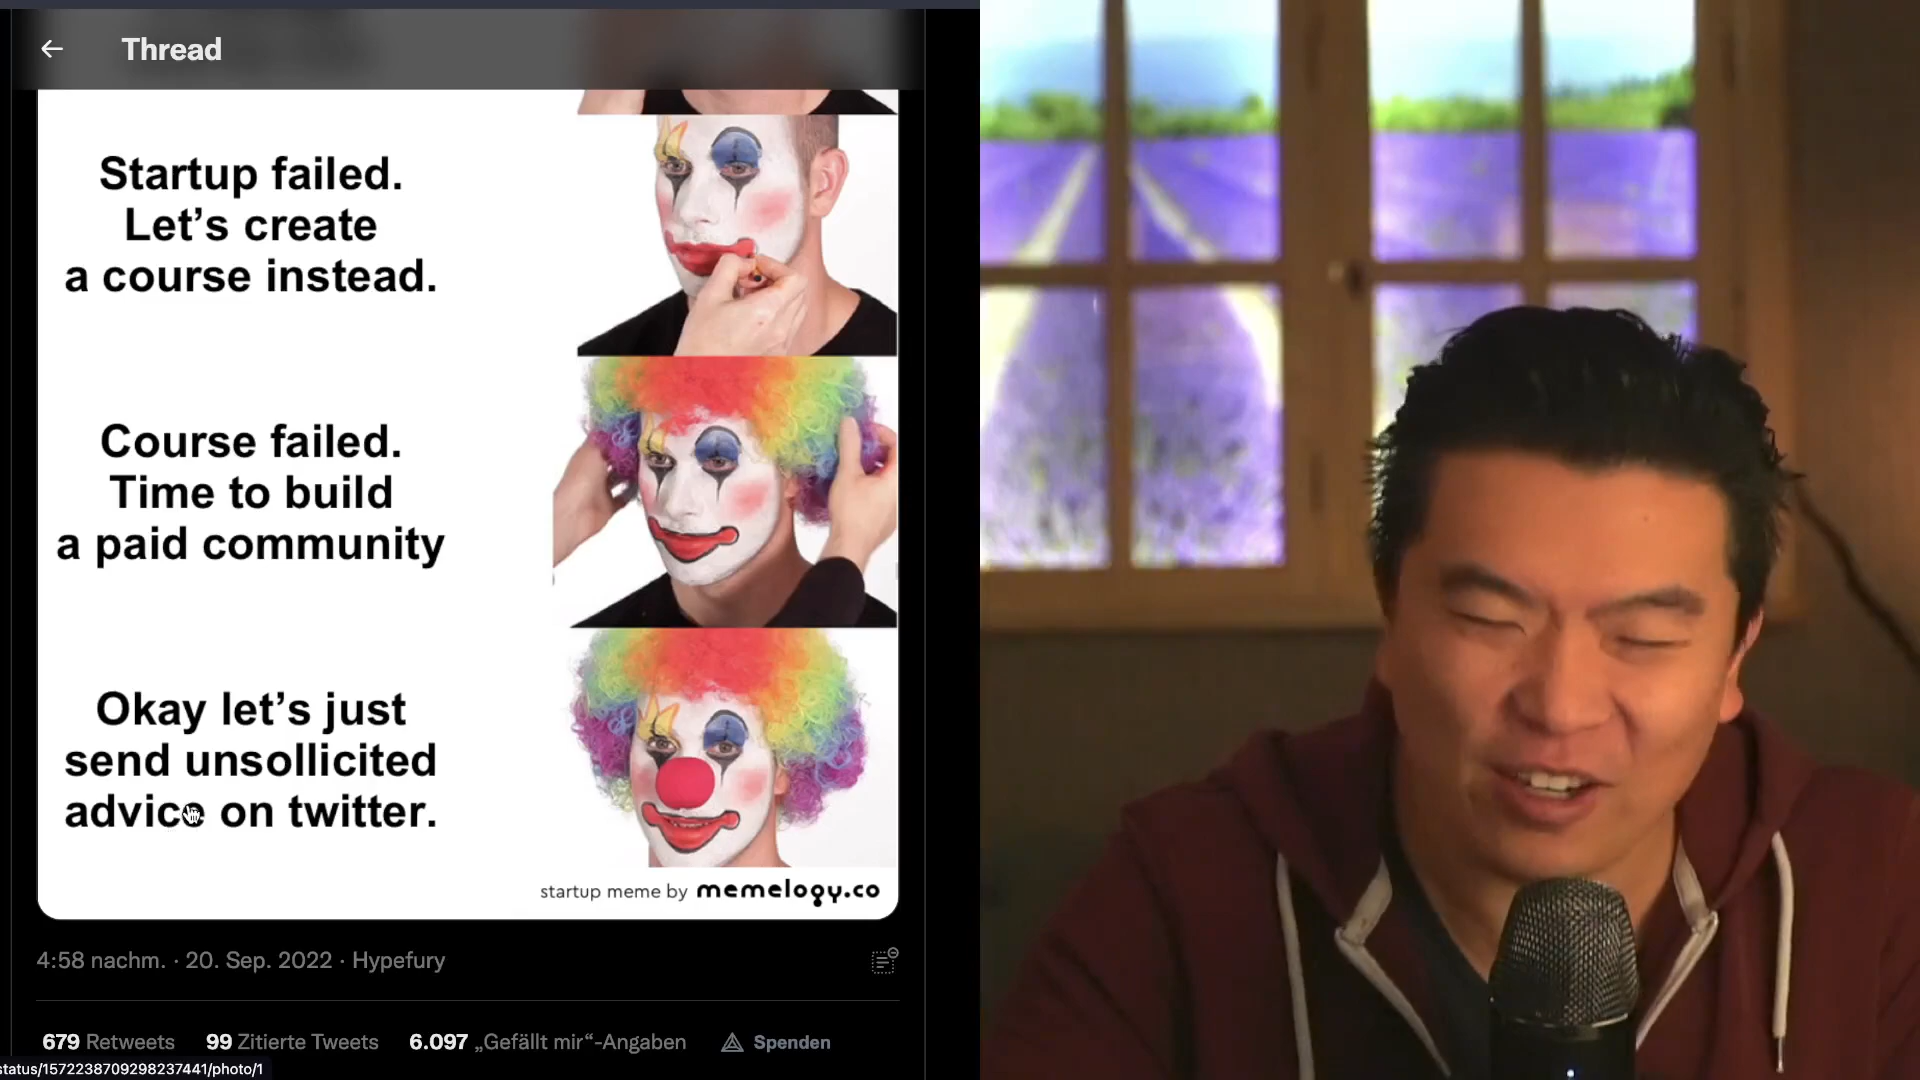 Thread
Startup failed.
Let’s create
a course instead.
Course failed.
Time to build
a paid community
Okay let’s just
send unsollicited
advice on twitter.
startup meme by memelogy.co
4:58 nachm. · 20. Sep. 2022 · Hypefury
679 Retweets 99 Zitierte Tweets 6.097 „Gefällt mir“-Angaben Spenden
status/1572238709298237441/photo/1